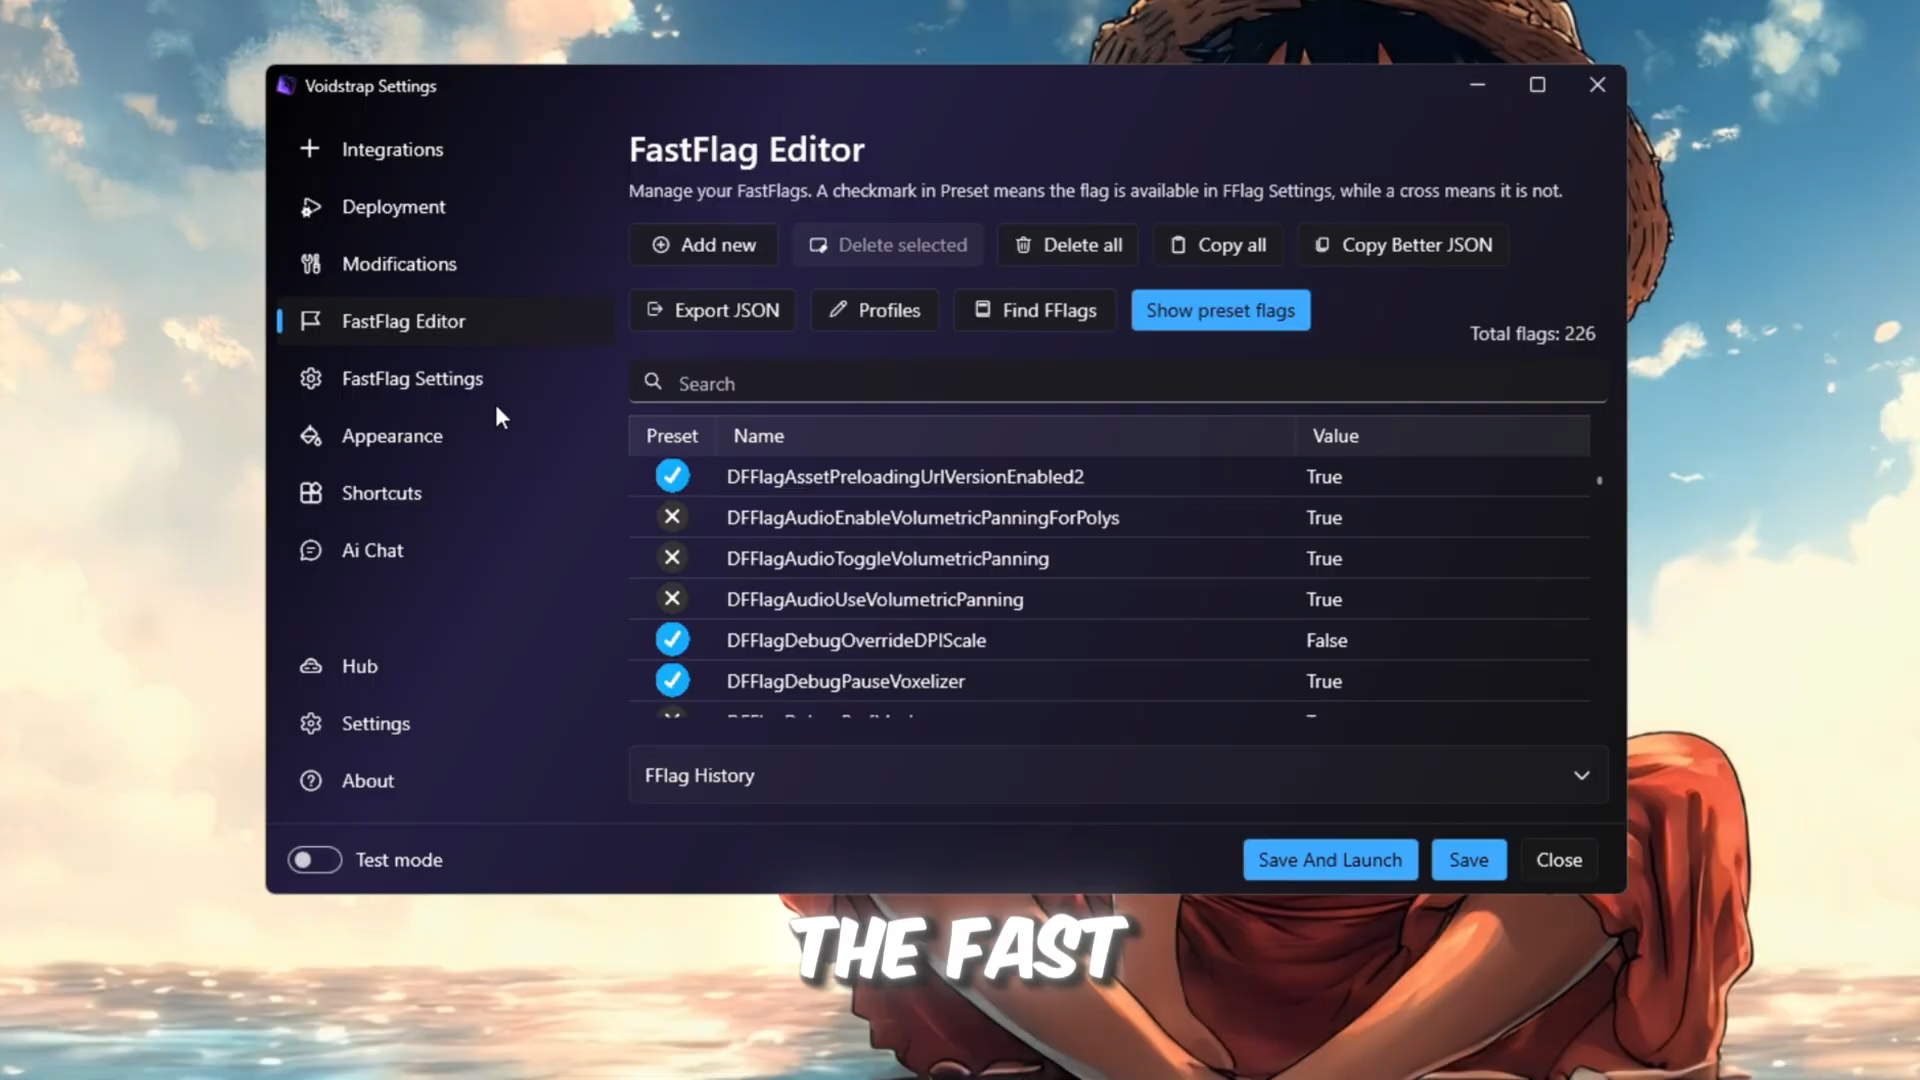 Voidstrap Settings
Integrations
Deployment
Modifications
FastFlag Editor
FastFlag Settings
Appearance
Shortcuts
Ai Chat
Hub
Settings
About
Test mode
FastFlag Editor
Manage your FastFlags. A checkmark in Preset means the flag is available in FFlag Settings, while a cross means it is not.
Add new Delete selected Delete all Copy all Copy Better JSON
Export JSON Profiles Find FFlags Show preset flags
Total flags: 226
Search
Preset Name Value
DFFlagAssetPreloadingUrlVersionEnabled2 True
DFFlagAudioEnableVolumetricPanningForPolys True
DFFlagAudioToggleVolumetricPanning True
DFFlagAudioUseVolumetricPanning True
DFFlagDebugOverrideDPIScale False
DFFlagDebugPauseVoxelizer True
FFlag History
Save And Launch Save Close
THE FAST